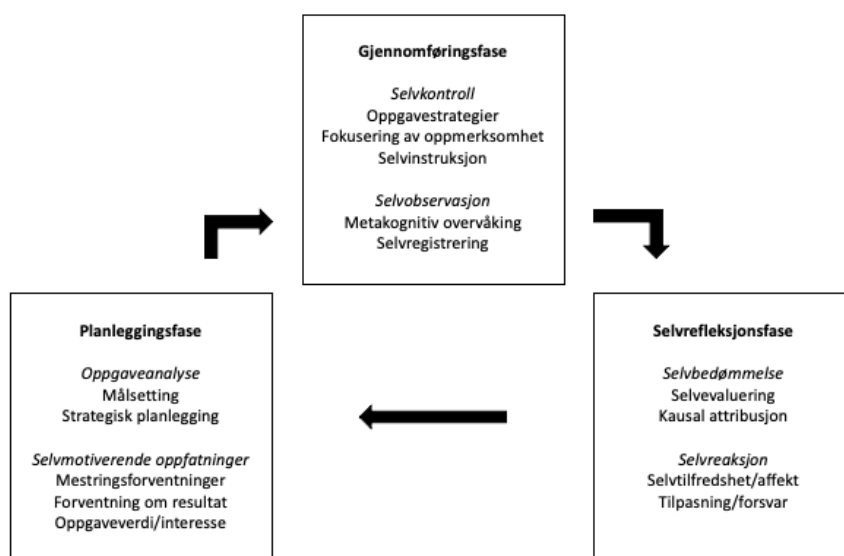 Gjennomføringsfase
Selvkontroll
Oppgavestrategier
Fokusering av oppmerksomhet
Selvinstruksjon
Selvobservasjon
Metakognitiv overvåking
Selvregistrering
Planleggingsfase
Oppgaveanalyse
Målsetting
Strategisk planlegging
Selvmotiverende oppfatninger
Mestringsforventninger
Forventning om resultat
Oppgaveverdi/interesse
Selvrefleksjonsfase
Selvbedømmelse
Selvevaluering
Kausal attribusjon
Selvreaksjon
Selvtilfredshet/affekt
Tilpasning/forsvar